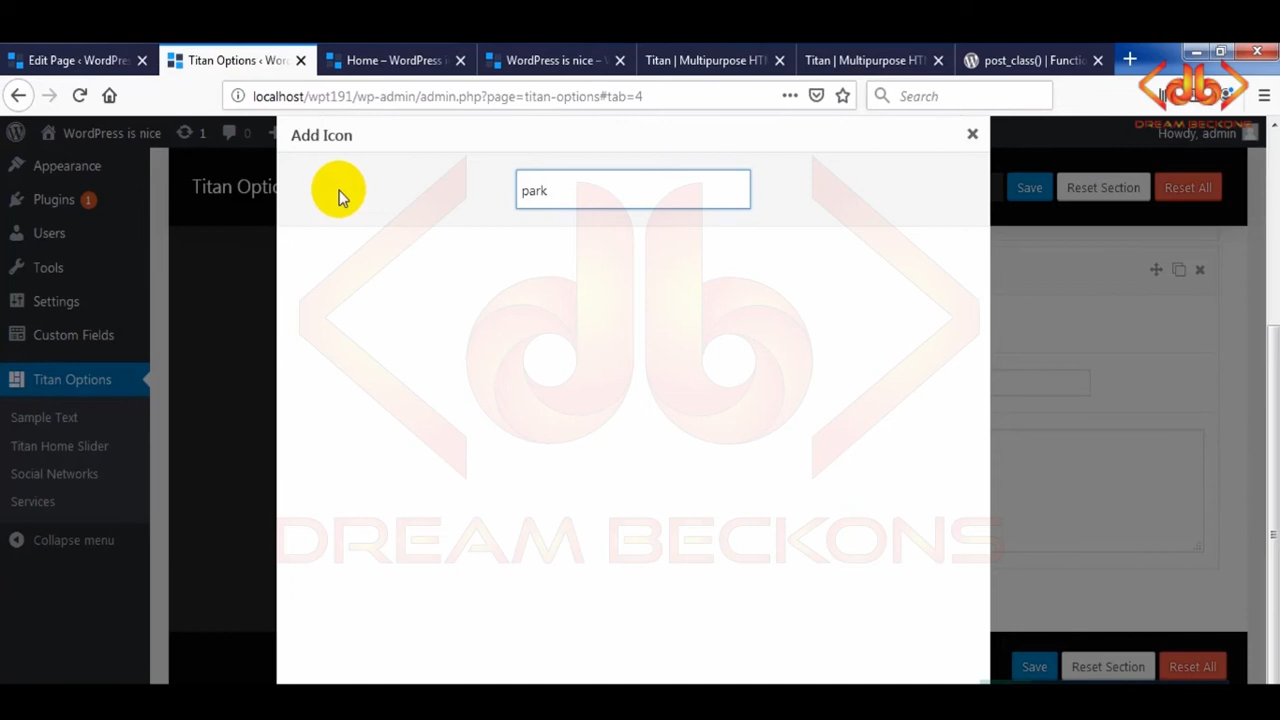 Edit Page ‹ WordPre
Titan Options ‹ Wor
Home – WordPress i
WordPress is nice –
Titan | Multipurpose HT
Titan | Multipurpose HT
post_class() | Functio
localhost/wpt191/wp-admin/admin.php?page=titan-options#tab=4
Search
DREAM BECKONS
WordPress is nice
1
0
Howdy, admin
Add Icon
park
Titan Optio
Save
Reset Section
Reset All
Appearance
Plugins 1
Users
Tools
Settings
Custom Fields
Titan Options
Sample Text
Titan Home Slider
Social Networks
Services
Collapse menu
DREAM BECKONS
Save
Reset Section
Reset All